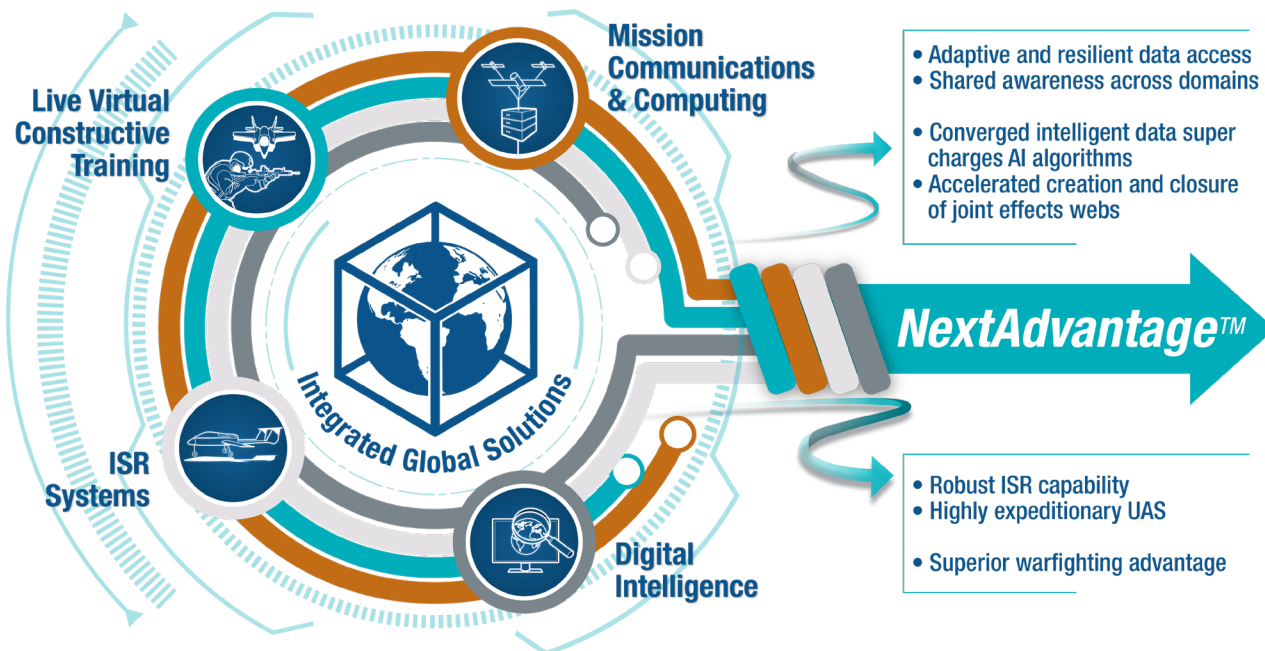 Mission
Communications
& Computing
Live Virtual
Constructive
Training
Integrated Global Solutions
ISR
Systems
Digital
Intelligence
• Adaptive and resilient data access
• Shared awareness across domains
• Converged intelligent data super
charges AI algorithms
• Accelerated creation and closure
of joint effects webs
NextAdvantage™
• Robust ISR capability
• Highly expeditionary UAS
• Superior warfighting advantage